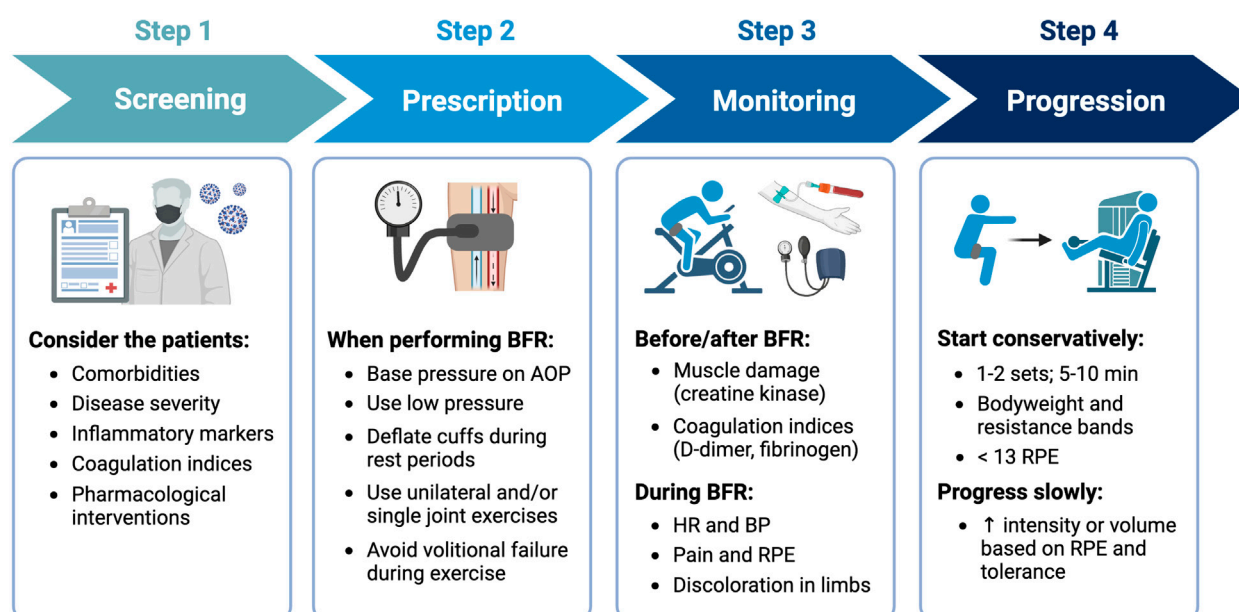 Step 1
Screening
Consider the patients:
• Comorbidities
• Disease severity
• Inflammatory markers
• Coagulation indices
• Pharmacological
interventions
Step 2
Prescription
When performing BFR:
• Base pressure on AOP
• Use low pressure
• Deflate cuffs during
rest periods
• Use unilateral and/or
single joint exercises
• Avoid volitional failure
during exercise
Step 3
Monitoring
Before/after BFR:
• Muscle damage
(creatine kinase)
• Coagulation indices
(D-dimer, fibrinogen)
During BFR:
• HR and BP
• Pain and RPE
• Discoloration in limbs
Step 4
Progression
Start conservatively:
• 1-2 sets; 5-10 min
• Bodyweight and
resistance bands
• < 13 RPE
Progress slowly:
• ↑ intensity or volume
based on RPE and
tolerance